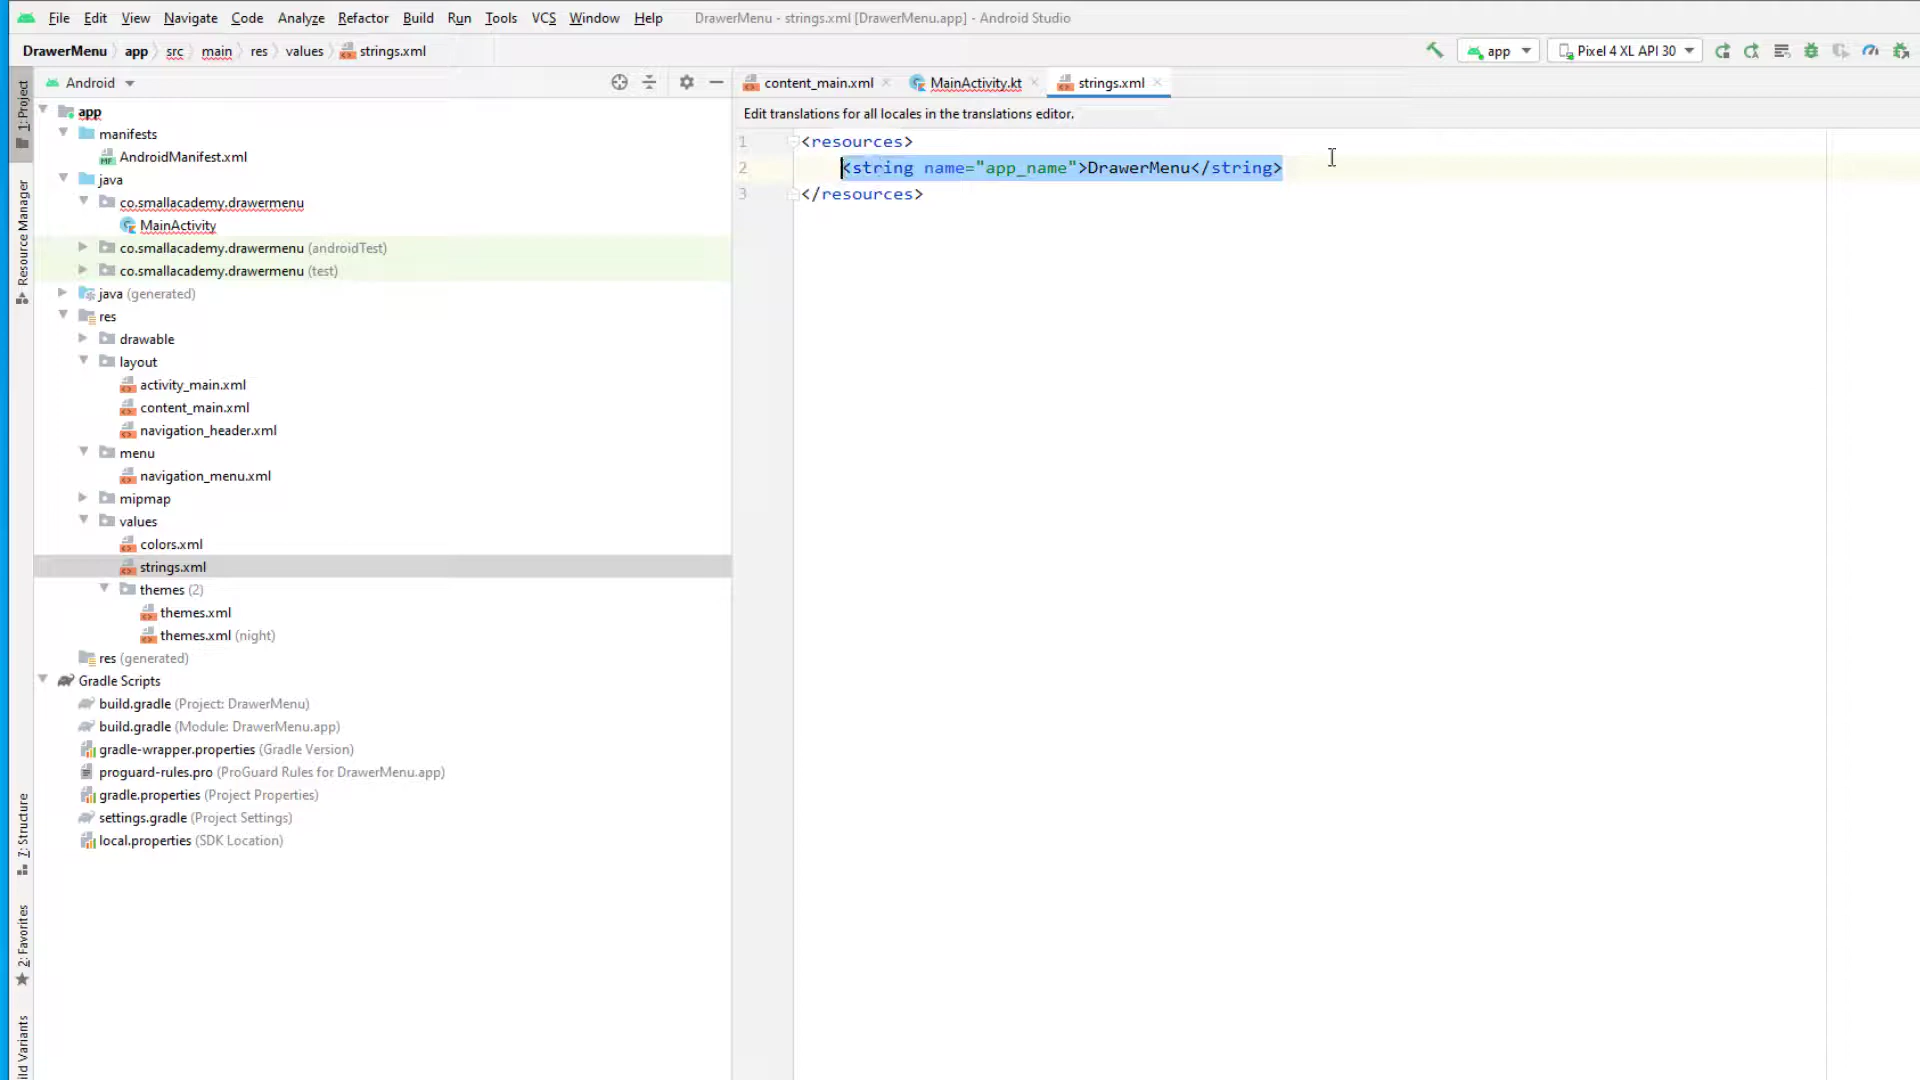 File Edit View Navigate Code Analyze Refactor Build Run Tools VCS Window Help DrawerMenu - strings.xml [DrawerMenu.app] - Android Studio
DrawerMenu app src main res values strings.xml app Pixel 4 XL API 30
1: Project
Resource Manager
7: Structure
2: Favorites
ild Variants
Android
app
manifests
AndroidManifest.xml
java
co.smallacademy.drawermenu
MainActivity
co.smallacademy.drawermenu (androidTest)
co.smallacademy.drawermenu (test)
java (generated)
res
drawable
layout
activity_main.xml
content_main.xml
navigation_header.xml
menu
navigation_menu.xml
mipmap
values
colors.xml
strings.xml
themes (2)
themes.xml
themes.xml (night)
res (generated)
Gradle Scripts
build.gradle (Project: DrawerMenu)
build.gradle (Module: DrawerMenu.app)
gradle-wrapper.properties (Gradle Version)
proguard-rules.pro (ProGuard Rules for DrawerMenu.app)
gradle.properties (Project Properties)
settings.gradle (Project Settings)
local.properties (SDK Location)
content_main.xml MainActivity.kt strings.xml
Edit translations for all locales in the translations editor.
1 <resources>
2 <string name="app_name">DrawerMenu</string>
3 </resources>